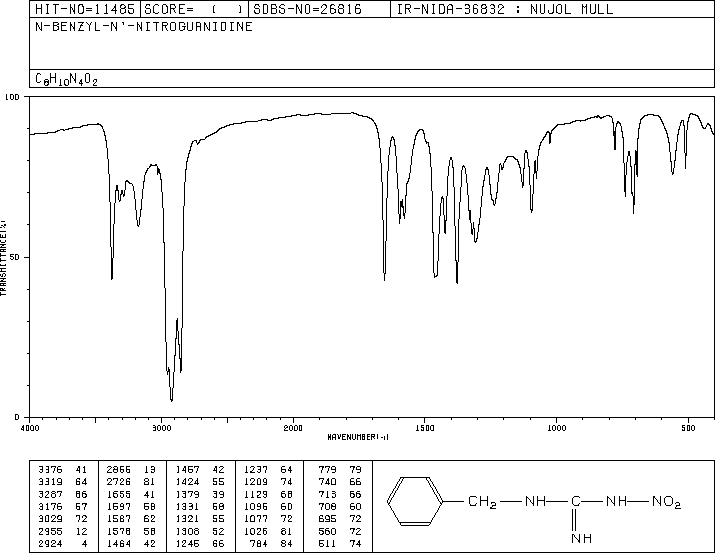 HIT-NO=11485 SCORE= ( ) SDBS-NO=26816 IR-NIDA-36832 : NUJOL MULL
N-BENZYL-N'-NITROGUANIDINE
C8H10N4O2
100
50
0
TRANSMITTANCE(%)
4000 3000 2000 1500 1000 500
WAVENUMBER(-1)
3376 41 2866 13 1467 42 1237 64 779 79
3319 64 2726 81 1424 55 1209 74 740 66
3287 66 1655 41 1379 39 1129 68 713 66
3176 57 1597 58 1331 60 1096 60 708 60
3029 72 1587 62 1321 55 1077 72 695 72
2955 12 1578 58 1308 52 1026 81 560 72
2924 4 1464 42 1245 66 784 84 511 74
CH2 NH C NH NO2
NH